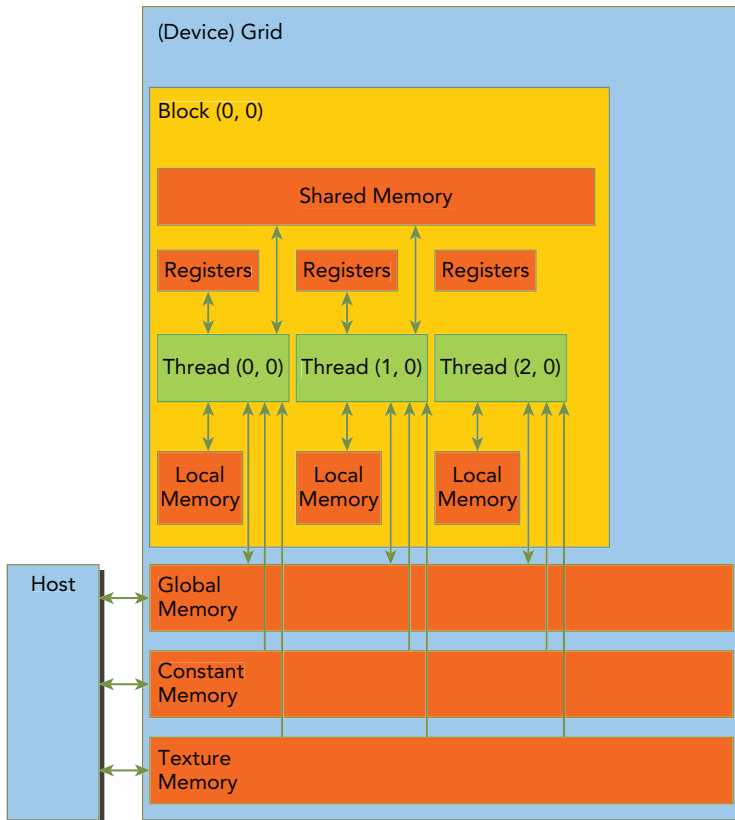 (Device) Grid
Block (0, 0)
Shared Memory
Registers
Registers
Registers
Thread (0, 0)
Thread (1, 0)
Thread (2, 0)
Local
Memory
Local
Memory
Local
Memory
Host
Global
Memory
Constant
Memory
Texture
Memory